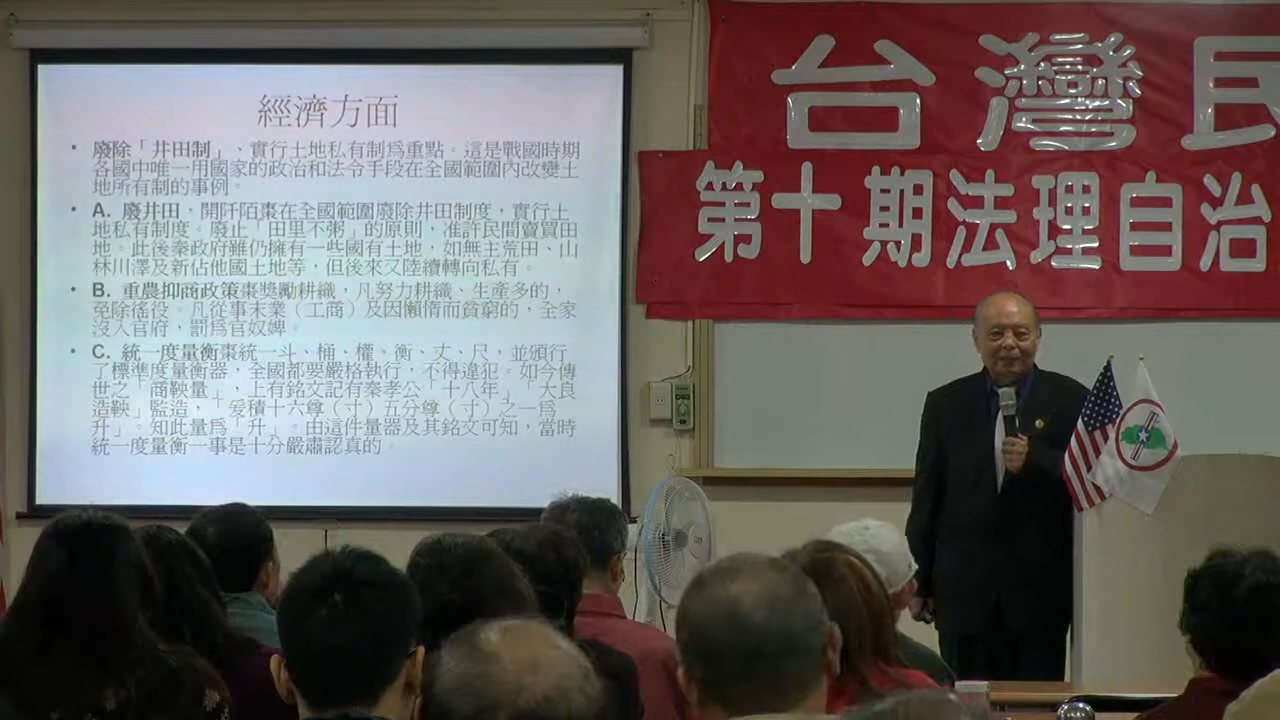 經濟方面
• 廢除「井田制」、實行土地私有制爲重點。這是戰國時期
各國中唯一用國家的政治和法令手段在全國範圍內改變土
地所有制的事例。
• A. 廢井田，開阡陌棗在全國範圍廢除井田制度，實行土
地私有制度。廢止「田里不粥」的原則，准許民間賣買田
地。此後秦政府雖仍擁有一些國有土地，如無主荒田、山
林川澤及新佔他國土地等，但後來又陸續轉向私有。
• B. 重農抑商政策棗獎勵耕織，凡努力耕織、生產多的，
免除徭役。凡從事末業（工商）及因懶惰而貧窮的，全家
沒入官府，罰爲官奴婢。
• C. 統一度量衡棗統一斗、桶、權、衡、丈、尺，並頒行
了標準度量衡器，全國都要嚴格執行，不得違犯。如今傳
世之「商鞅量」，上有銘文記有秦孝公「十八年」「大良
造鞅」監造，「爰積十六尊（寸）五分尊（寸）之一爲
升」。知此量爲「升」。由這件量器及其銘文可知，當時
統一度量衡一事是十分嚴肅認真的。
台灣民
第十期法理自治